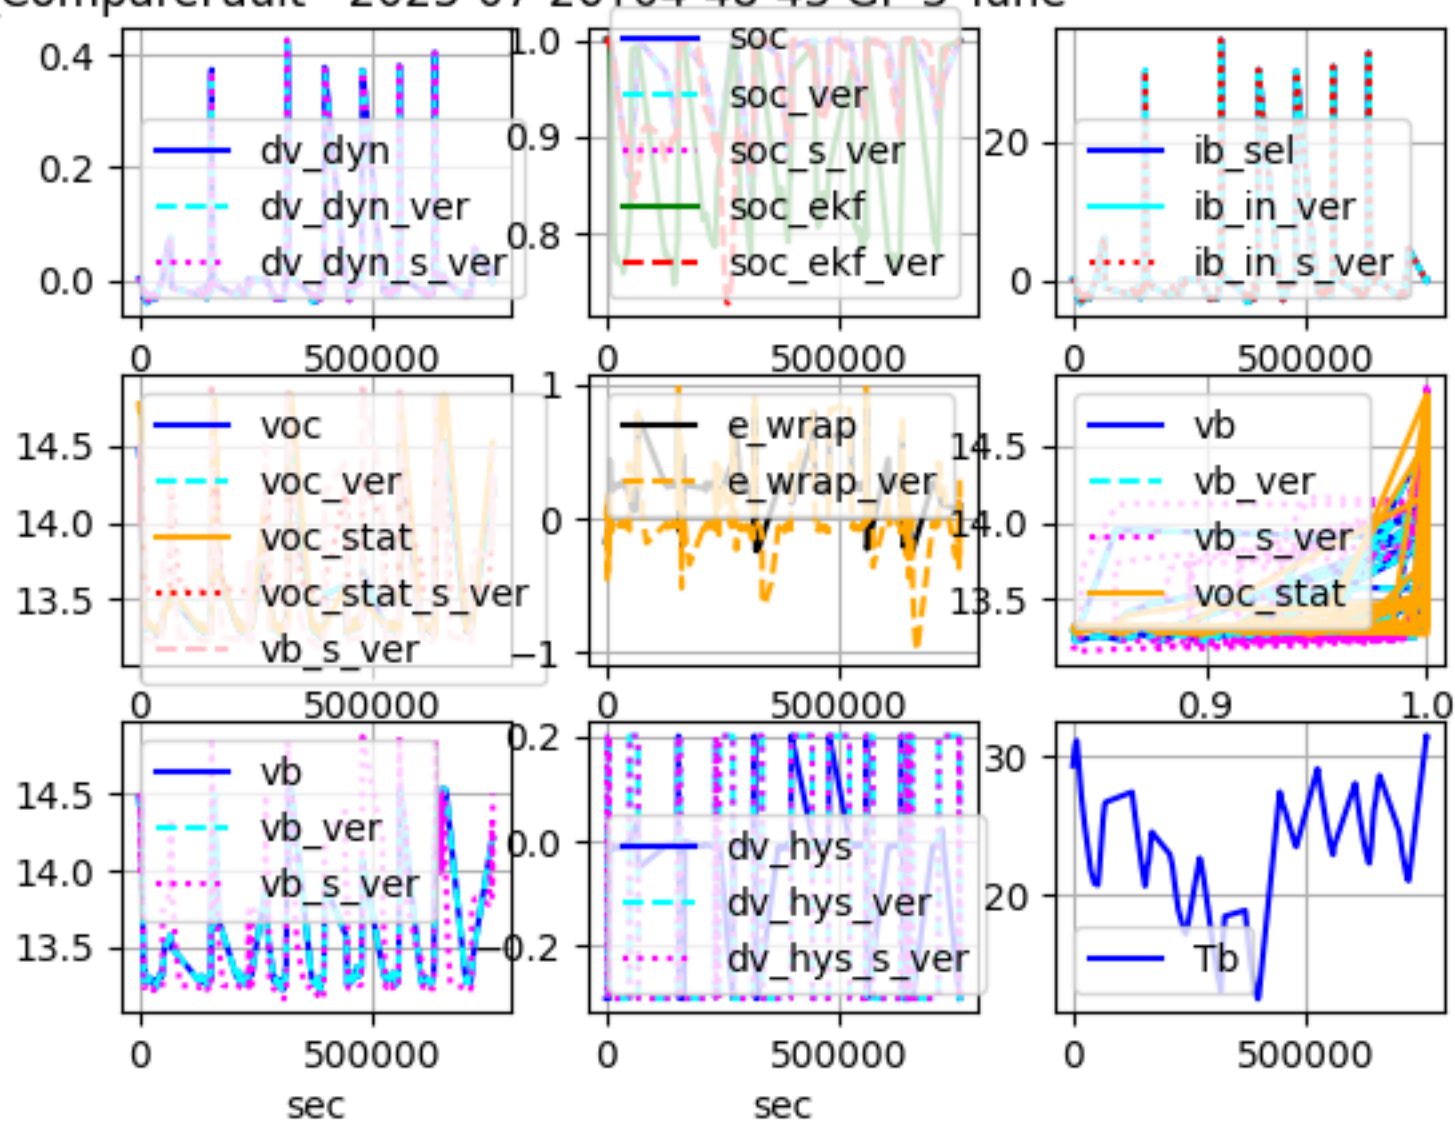 0.4
0.2
0.0
dv_dyn
dv_dyn_ver
dv_dyn_s_ver
0
500000
1.0
0.9
0.8
soc
soc_ver
soc_s_ver
soc_ekf
soc_ekf_ver
0
500000
20
0
ib_sel
ib_in_ver
ib_in_s_ver
0
500000
14.5
14.0
13.5
voc
voc_ver
voc_stat
voc_stat_s_ver
vb_s_ver
0
500000
1
0
−1
e_wrap
e_wrap_ver
0
500000
14.5
14.0
13.5
vb
vb_ver
vb_s_ver
voc_stat
0.9
1.0
14.5
14.0
13.5
vb
vb_ver
vb_s_ver
0
500000
sec
0.2
0.0
−0.2
dv_hys
dv_hys_ver
dv_hys_s_ver
0
500000
sec
30
20
Tb
0
500000